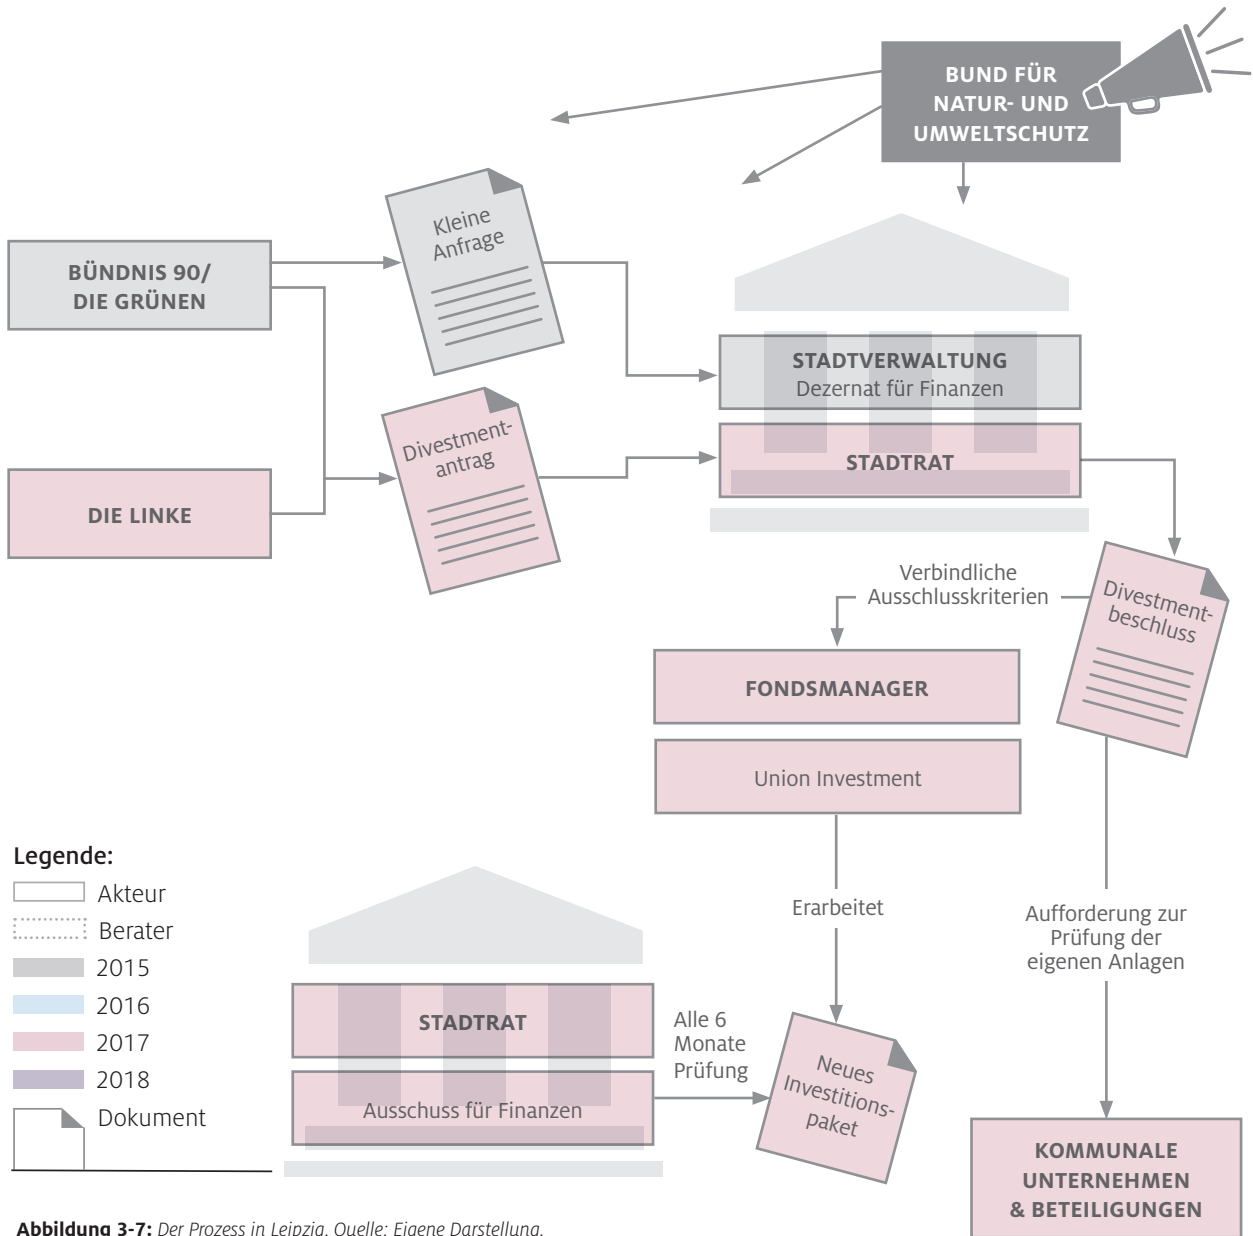 BUND FÜR
NATUR- UND
UMWELTSCHUTZ
Kleine
Anfrage
BÜNDNIS 90/
DIE GRÜNEN
STADTVERWALTUNG
Dezernat für Finanzen
Divestment-
antrag
STADTRAT
DIE LINKE
Verbindliche
Ausschlusskriterien
Divestment-
beschluss
FONDSMANAGER
Union Investment
Legende:
Akteur
Berater
2015
2016
2017
2018
Dokument
Erarbeitet
Aufforderung zur
Prüfung der
eigenen Anlagen
STADTRAT
Ausschuss für Finanzen
Alle 6
Monate
Prüfung
Neues
Investitions-
paket
KOMMUNALE
UNTERNEHMEN
& BETEILIGUNGEN
Abbildung 3-7: Der Prozess in Leipzig. Quelle: Eigene Darstellung.